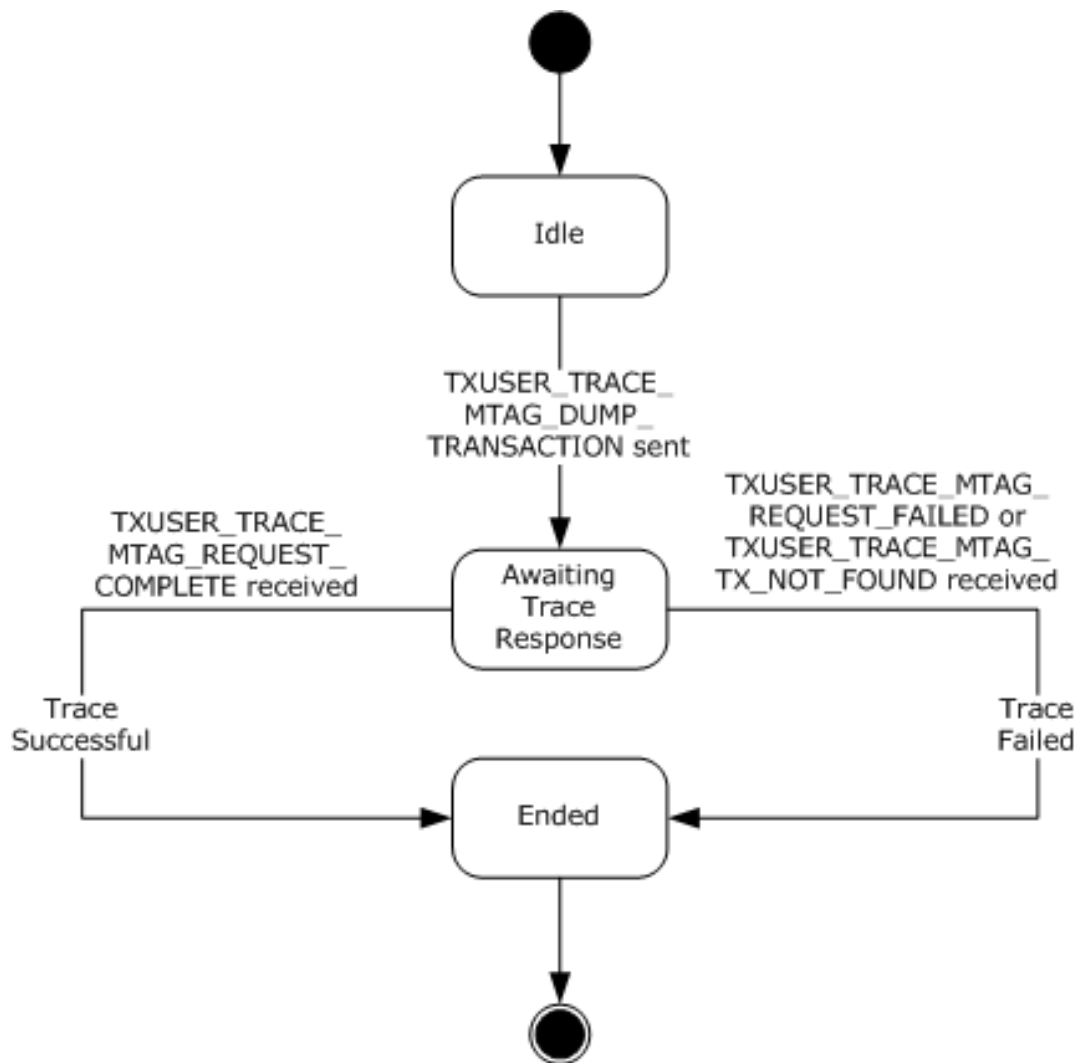 Idle
TXUSER_TRACE_
MTAG_DUMP_
TRANSACTION sent
TXUSER_TRACE_
MTAG_REQUEST_
COMPLETE received
TXUSER_TRACE_MTAG_
REQUEST_FAILED or
TXUSER_TRACE_MTAG_
TX_NOT_FOUND received
Awaiting
Trace
Response
Trace
Successful
Trace
Failed
Ended